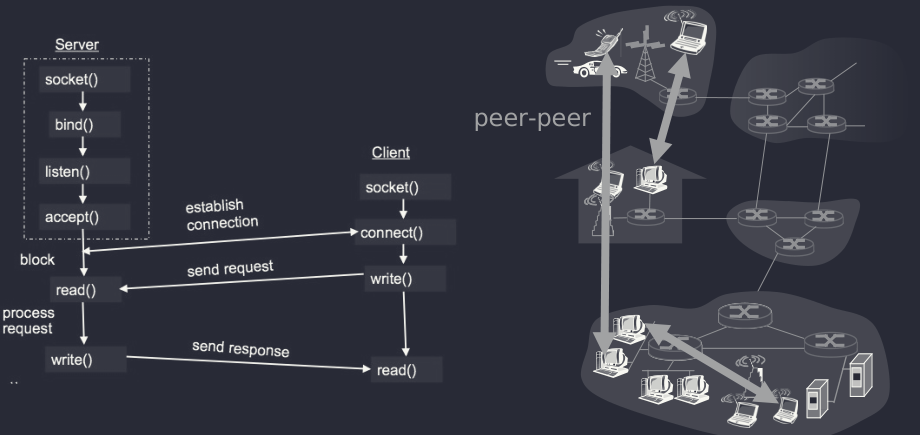 Server
socket()
bind()
listen()
accept()
block
read()
process
request
write()
..
establish
connection
send request
send response
Client
socket()
connect()
write()
read()
peer-peer